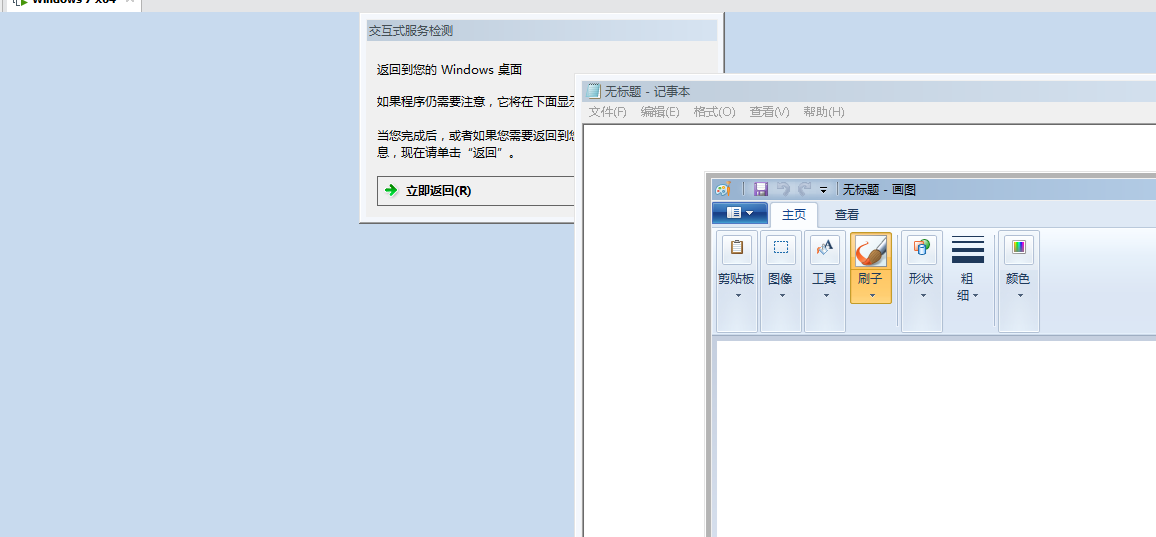 Windows 7 x64
交互式服务检测
返回到您的 Windows 桌面
如果程序仍需要注意，它将在下面显示
当您完成后，或者如果您需要返回到您
息，现在请单击“返回”。
立即返回(R)
无标题 - 记事本
文件(F) 编辑(E) 格式(O) 查看(V) 帮助(H)
无标题 - 画图
主页 查看
剪贴板 图像 工具 刷子 形状 粗 颜色
细